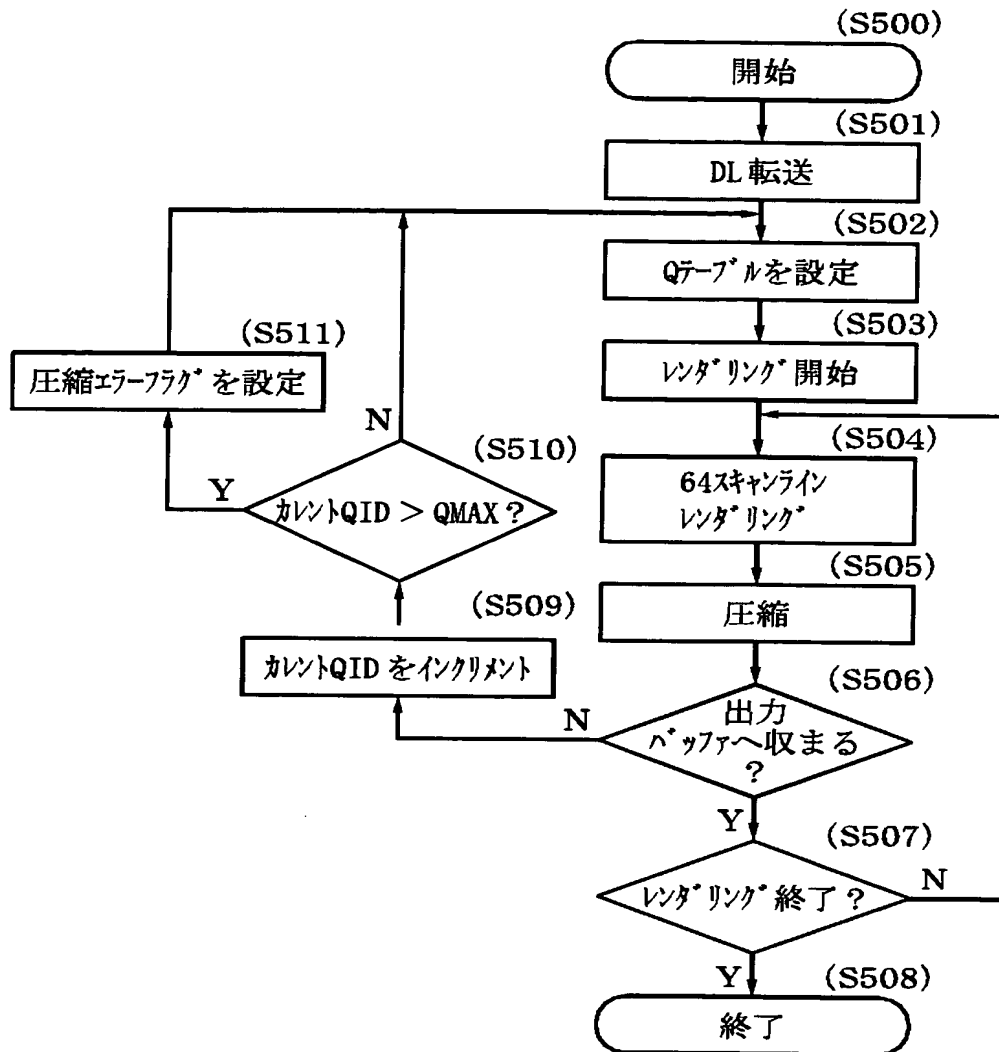 (S500)
開始
(S501)
DL転送
(S502)
Qテーブルを設定
(S503)
レンダリング開始
(S504)
64スキャンライン
レンダリング
(S505)
圧縮
(S506)
出力
バッファへ収まる
?
N
Y
(S507)
レンダリング終了?
N
Y
(S508)
終了
(S509)
カレントQIDをインクリメント
(S510)
カレントQID > QMAX?
N
Y
(S511)
圧縮エラーフラグを設定